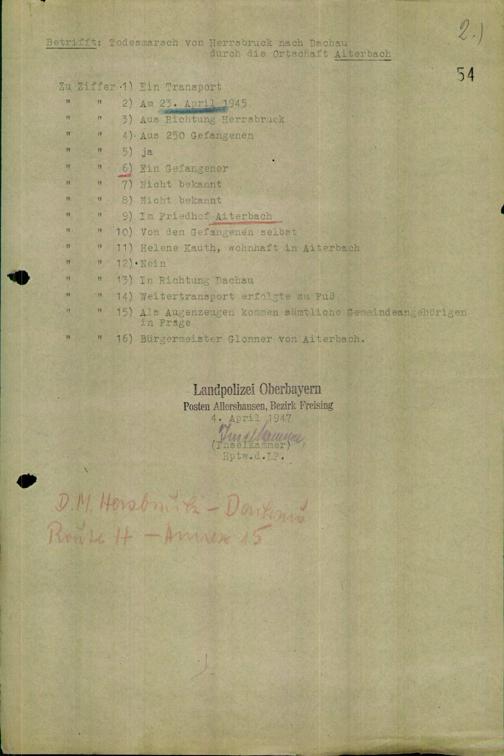 2.)
Betrifft: Todesmarsch von Herrsbruck nach Dachau
durch die Ortschaft Aiterbach
54
Zu Ziffer 1) Ein Transport
" " 2) Am 23. April 1945
" " 3) Aus Richtung Herrsbruck
" " 4) Aus 250 Gefangenen
" " 5) ja
" " 6) Ein Gefangener
" " 7) Nicht bekannt
" " 8) Nicht bekannt
" " 9) Im Friedhof Aiterbach
" " 10) Von den Gefangenen selbst
" " 11) Helene Kauth, wohnhaft in Aiterbach
" " 12) Nein
" " 13) In Richtung Dachau
" " 14) Weitertransport erfolgte zu Fuß
" " 15) Als Augenzeugen kommen sämtliche Gemeindeangehörigen
in Frage
" " 16) Bürgermeister Glonner von Aiterbach.
Landpolizei Oberbayern
Posten Allershausen, Bezirk Freising
4. April 1947
Inselkammer
(Inselkammer)
Hptw.d.LP.
D.M. Hersbruck - Dachau
Route H - Annex 15